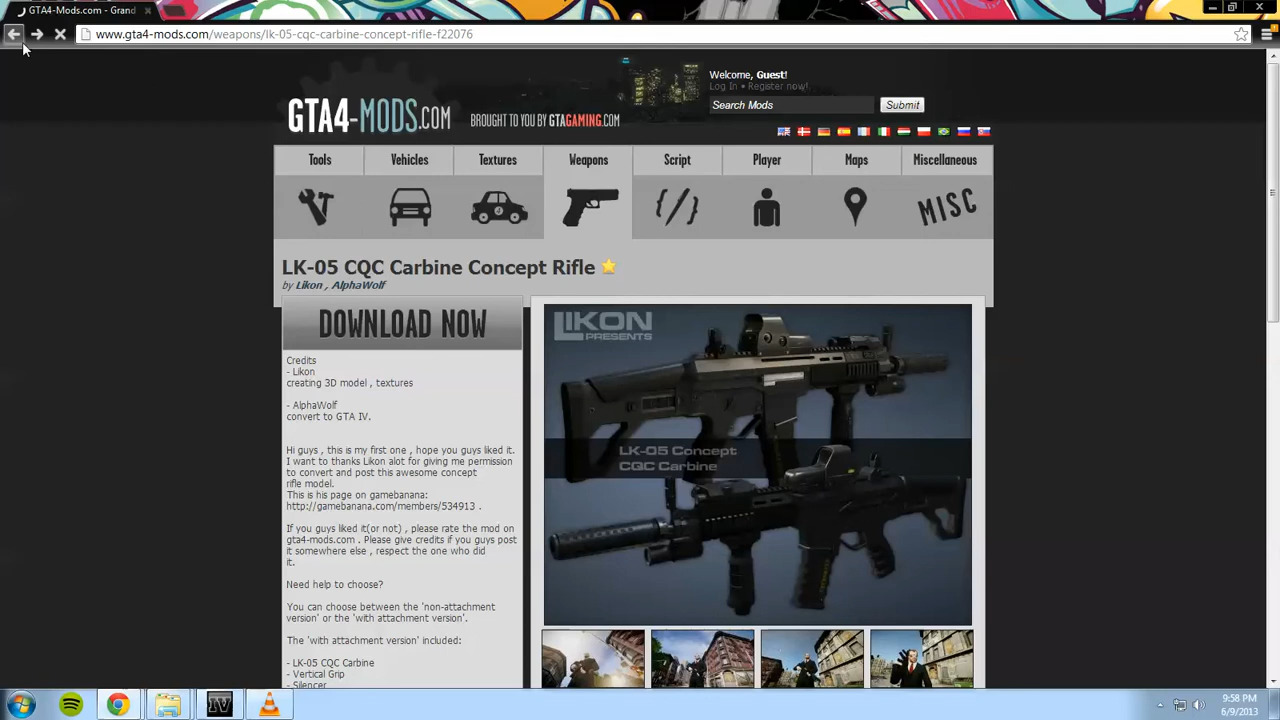 GTA4-Mods.com - Grand
www.gta4-mods.com/weapons/lk-05-cqc-carbine-concept-rifle-f22076
Welcome, Guest!
Log In • Register now!
Search Mods
Submit
GTA4-MODS.COM
BROUGHT TO YOU BY GTAGAMING.COM
Tools
Vehicles
Textures
Weapons
Script
Player
Maps
Miscellaneous
MISC
LK-05 CQC Carbine Concept Rifle
by Likon , AlphaWolf
DOWNLOAD NOW
Credits
- Likon
creating 3D model , textures
- AlphaWolf
convert to GTA IV.
Hi guys , this is my first one , hope you guys liked it.
I want to thanks Likon alot for giving me permission
to convert and post this awesome concept
rifle model.
This is his page on gamebanana:
http://gamebanana.com/members/534913 .
If you guys liked it(or not) , please rate the mod on
gta4-mods.com . Please give credits if you guys post
it somewhere else , respect the one who did
it.
Need help to choose?
You can choose between the 'non-attachment
version' or the 'with attachment version'.
The 'with attachment version' included:
- LK-05 CQC Carbine
- Vertical Grip
- Silencer
LIKON
PRESENTS
LK-05 Concept
CQC Carbine
IV
9:58 PM
6/9/2013